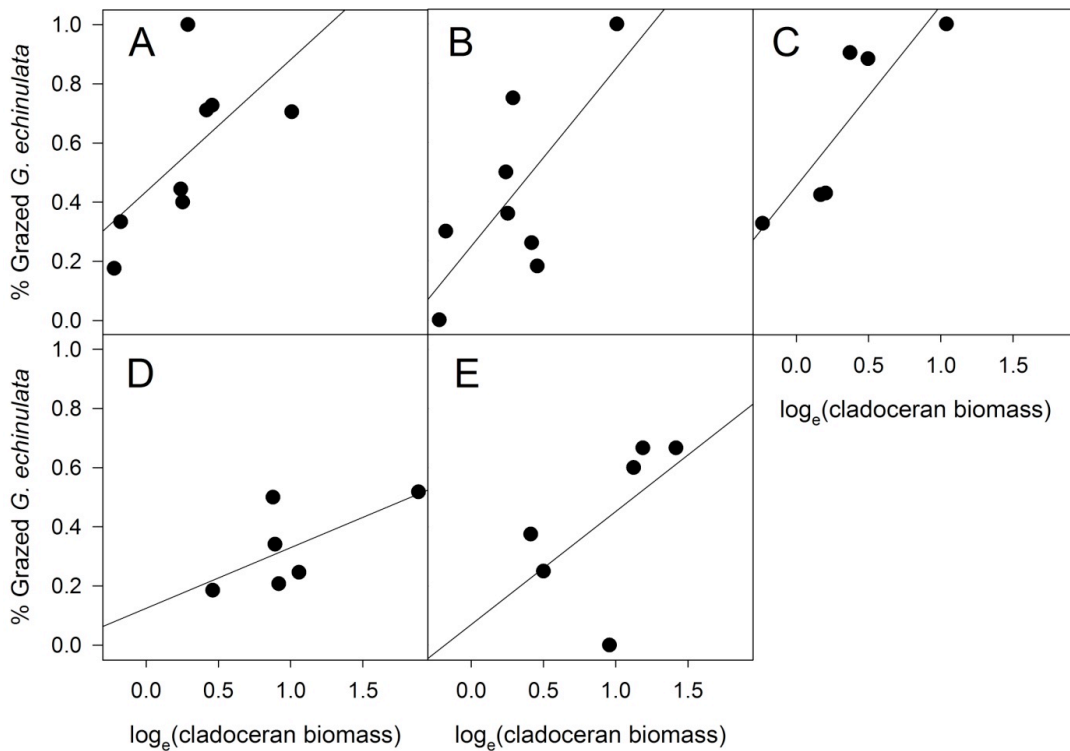 A
B
C
1.0
0.8
0.6
0.4
0.2
0.0
% Grazed G. echinulata
0.0 0.5 1.0 1.5
logₑ(cladoceran biomass)
D
E
1.0
0.8
0.6
0.4
0.2
0.0
% Grazed G. echinulata
0.0 0.5 1.0 1.5
0.0 0.5 1.0 1.5
logₑ(cladoceran biomass)
logₑ(cladoceran biomass)